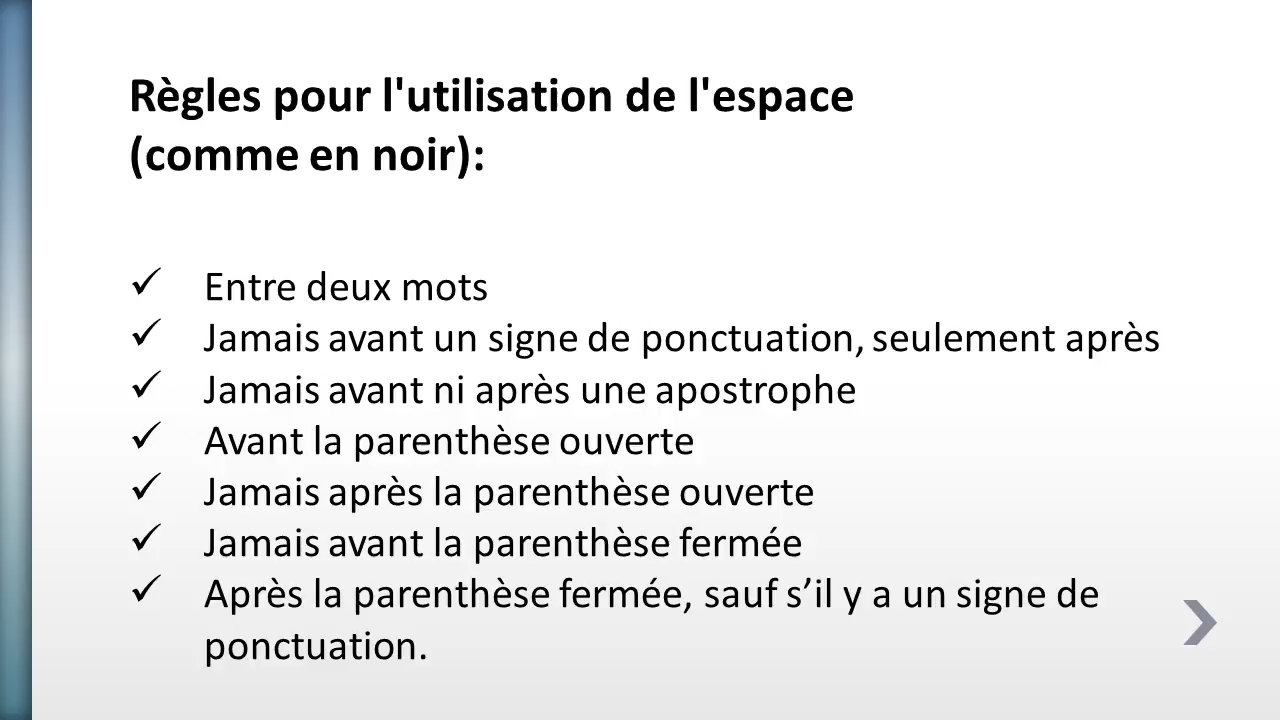 Règles pour l'utilisation de l'espace
(comme en noir):
Entre deux mots
Jamais avant un signe de ponctuation, seulement après
Jamais avant ni après une apostrophe
Avant la parenthèse ouverte
Jamais après la parenthèse ouverte
Jamais avant la parenthèse fermée
Après la parenthèse fermée, sauf s’il y a un signe de
ponctuation.